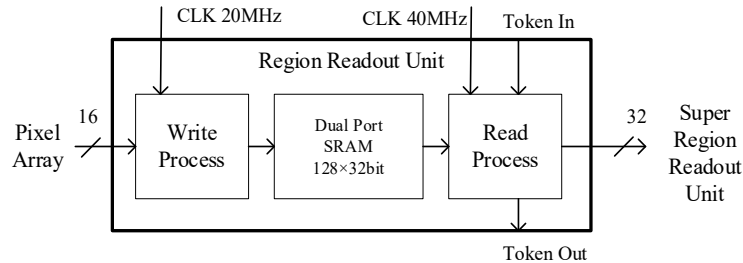 CLK 20MHz
CLK 40MHz
Token In
Region Readout Unit
16
Pixel
Array
Write
Process
Dual Port
SRAM
128×32bit
Read
Process
32
Super
Region
Readout
Unit
Token Out